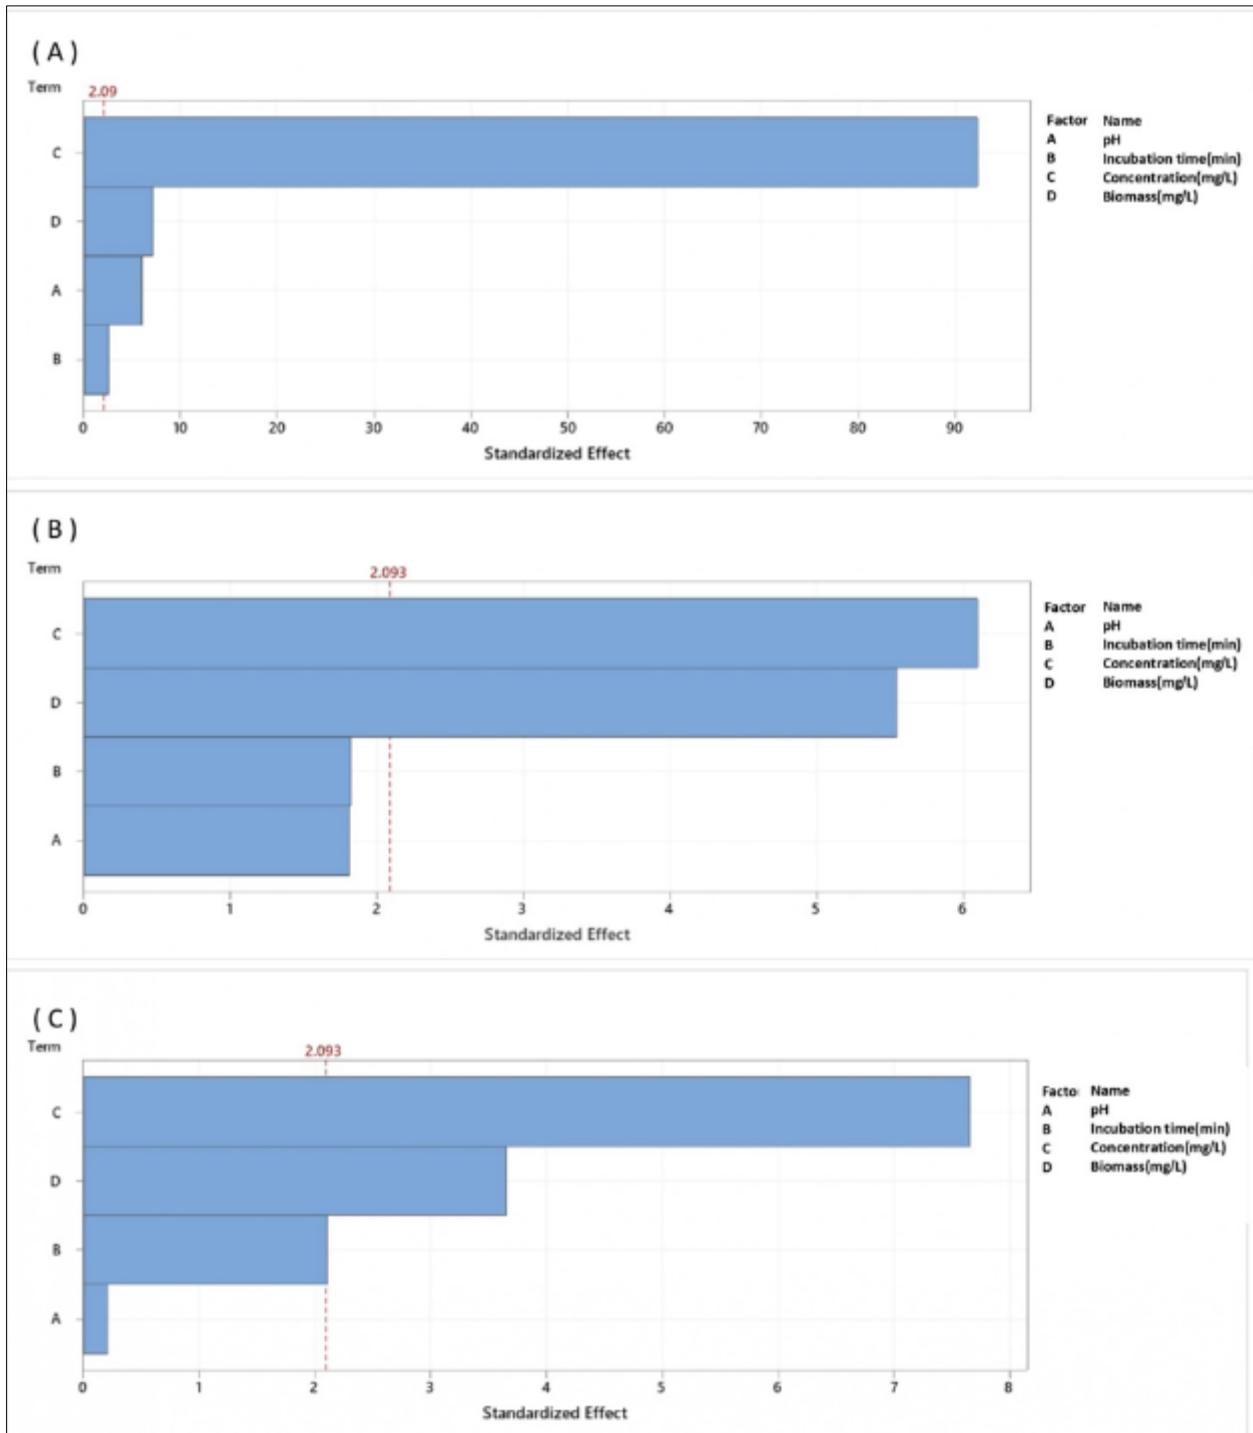 ( A )
Term
2.09
C
D
A
B
0 10 20 30 40 50 60 70 80 90
Standardized Effect
Factor Name
A pH
B Incubation time(min)
C Concentration(mg/L)
D Biomass(mg/L)
( B )
Term
2.093
C
D
B
A
0 1 2 3 4 5 6
Standardized Effect
Factor Name
A pH
B Incubation time(min)
C Concentration(mg/L)
D Biomass(mg/L)
( C )
Term
2.093
C
D
B
A
0 1 2 3 4 5 6 7 8
Standardized Effect
Facto Name
A pH
B Incubation time(min)
C Concentration(mg/L)
D Biomass(mg/L)